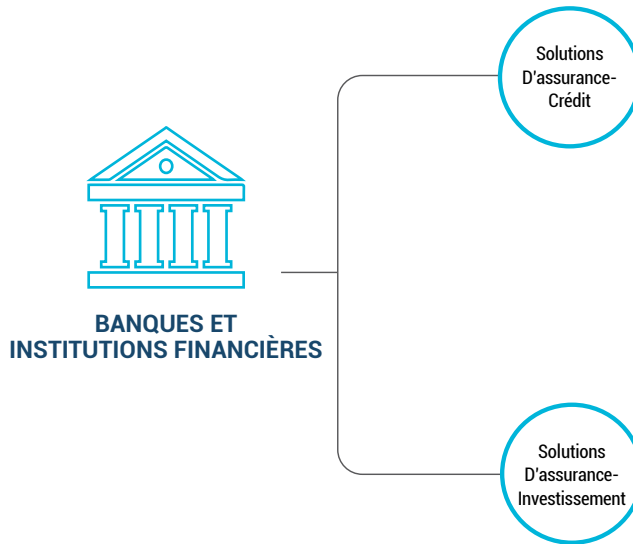 Solutions
D'assurance-
Crédit
BANQUES ET
INSTITUTIONS FINANCIÈRES
Solutions
D'assurance-
Investissement